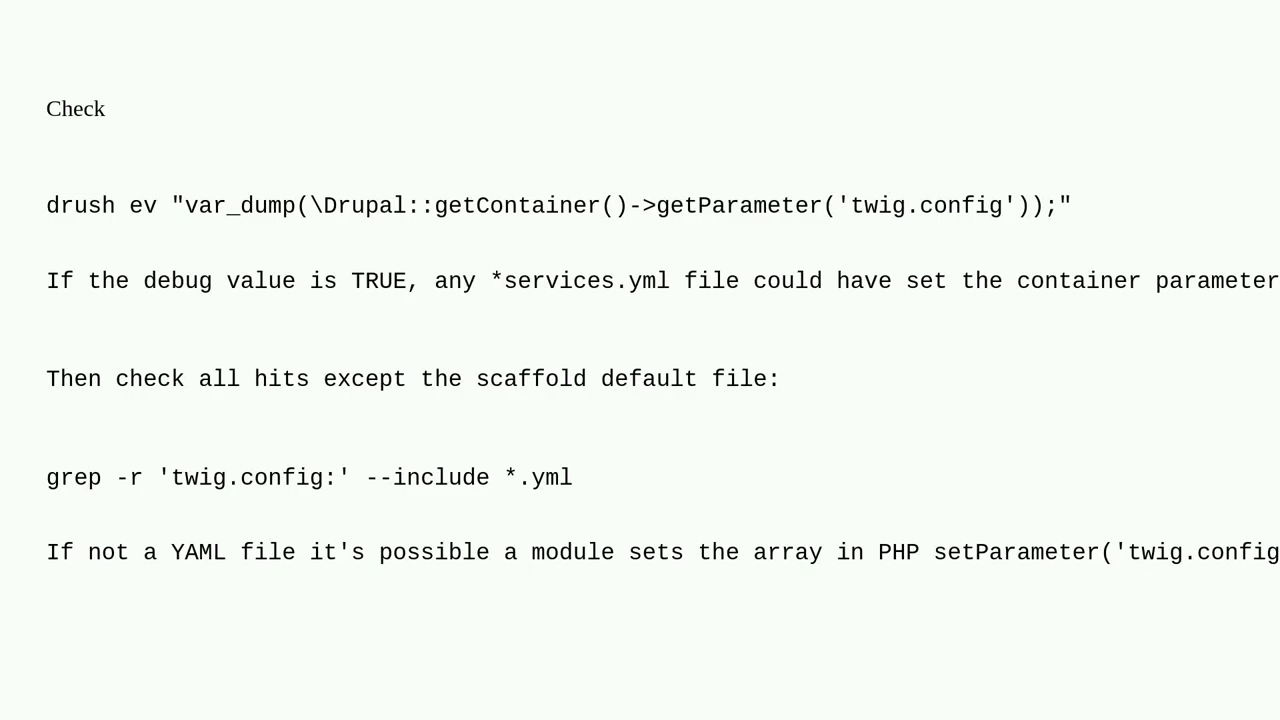 Check
drush ev "var_dump(\Drupal::getContainer()->getParameter('twig.config'));"
If the debug value is TRUE, any *services.yml file could have set the container parameter
Then check all hits except the scaffold default file:
grep -r 'twig.config:' --include *.yml
If not a YAML file it's possible a module sets the array in PHP setParameter('twig.config